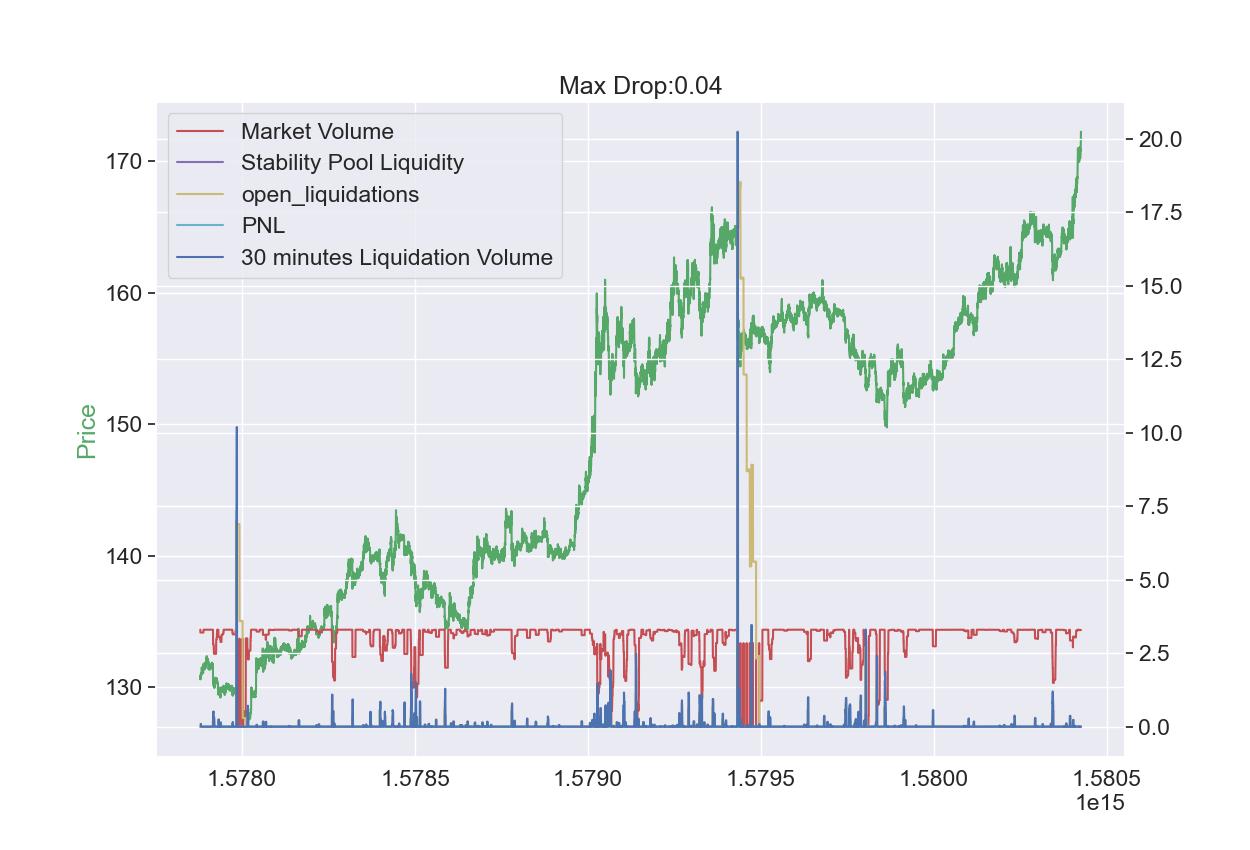 Max Drop:0.04
Market Volume
Stability Pool Liquidity
open_liquidations
PNL
30 minutes Liquidation Volume
Price
170
160
150
140
130
20.0
17.5
15.0
12.5
10.0
7.5
5.0
2.5
0.0
1.5780 1.5785 1.5790 1.5795 1.5800 1.5805
1e15